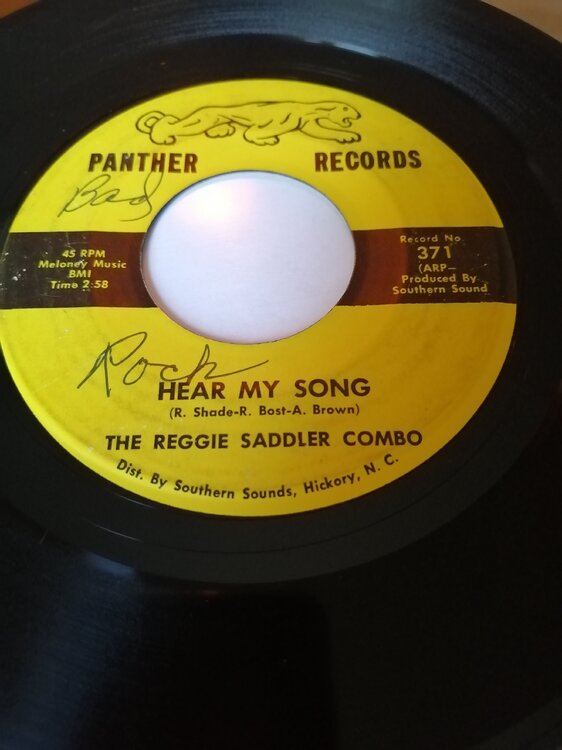 PANTHER RECORDS
Bad
45 RPM
Meloney Music
BMI
Time 2:58
Record No.
371
(ARP—
Produced By
Southern Sound
Rock
HEAR MY SONG
(R. Shade-R. Bost-A. Brown)
THE REGGIE SADDLER COMBO
Dist. By Southern Sounds, Hickory, N. C.